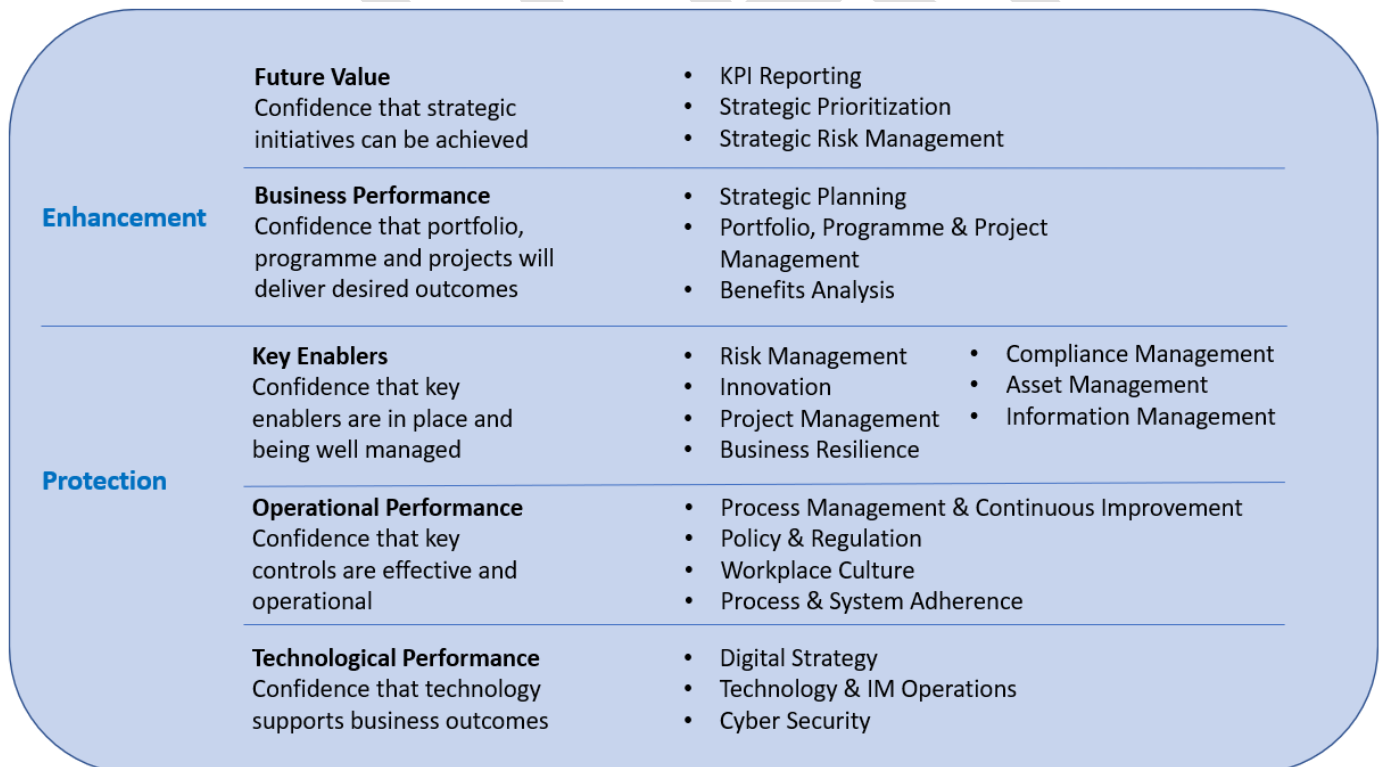 Enhancement
Future Value
Confidence that strategic
initiatives can be achieved
• KPI Reporting
• Strategic Prioritization
• Strategic Risk Management
Business Performance
Confidence that portfolio,
programme and projects will
deliver desired outcomes
• Strategic Planning
• Portfolio, Programme & Project
Management
• Benefits Analysis
Protection
Key Enablers
Confidence that key
enablers are in place and
being well managed
• Risk Management
• Innovation
• Project Management
• Business Resilience
• Compliance Management
• Asset Management
• Information Management
Operational Performance
Confidence that key
controls are effective and
operational
• Process Management & Continuous Improvement
• Policy & Regulation
• Workplace Culture
• Process & System Adherence
Technological Performance
Confidence that technology
supports business outcomes
• Digital Strategy
• Technology & IM Operations
• Cyber Security